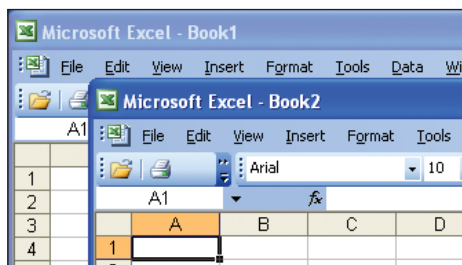 Microsoft Excel - Book1
File Edit View Insert Format Tools Data
A1
1
2
3
4
Microsoft Excel - Book2
File Edit View Insert Format Tools
Arial 10
A1 fx
A B C D
1